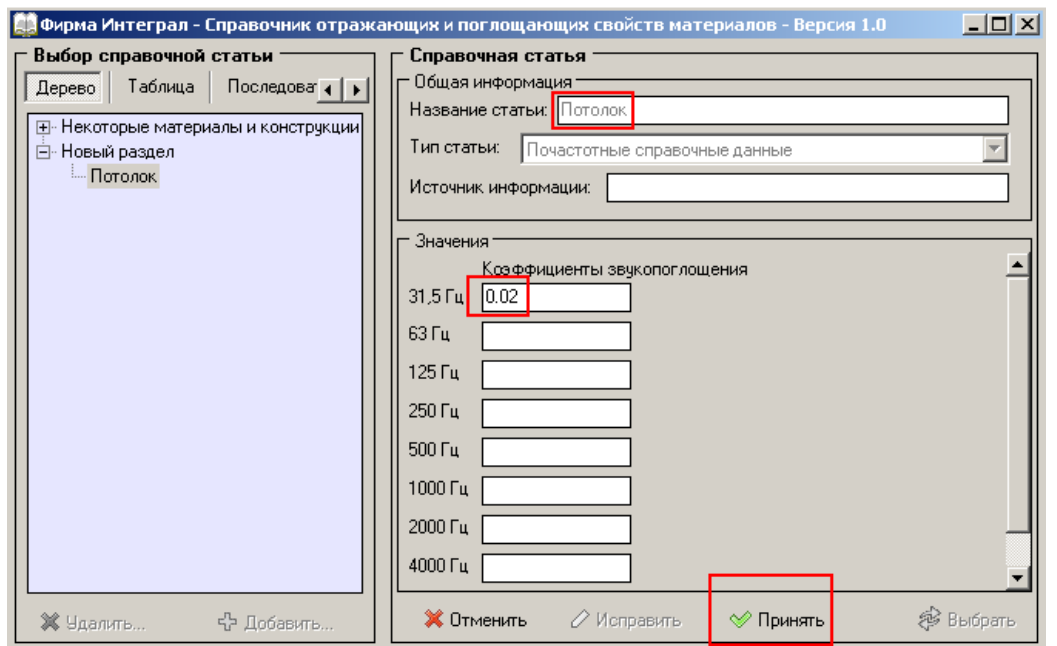 Фирма Интеграл - Справочник отражающих и поглощающих свойств материалов - Версия 1.0
Выбор справочной статьи
Дерево Таблица Последоват
Некоторые материалы и конструкции
Новый раздел
Потолок
Удалить... Добавить...
Справочная статья
Общая информация
Название статьи: Потолок
Тип статьи: Почастотные справочные данные
Источник информации:
Значения
Коэффициенты звукопоглощения
31,5 Гц 0.02
63 Гц
125 Гц
250 Гц
500 Гц
1000 Гц
2000 Гц
4000 Гц
Отменить Исправить Принять Выбрать